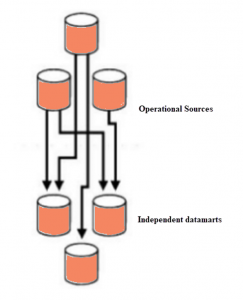 Operational Sources
Independent datamarts